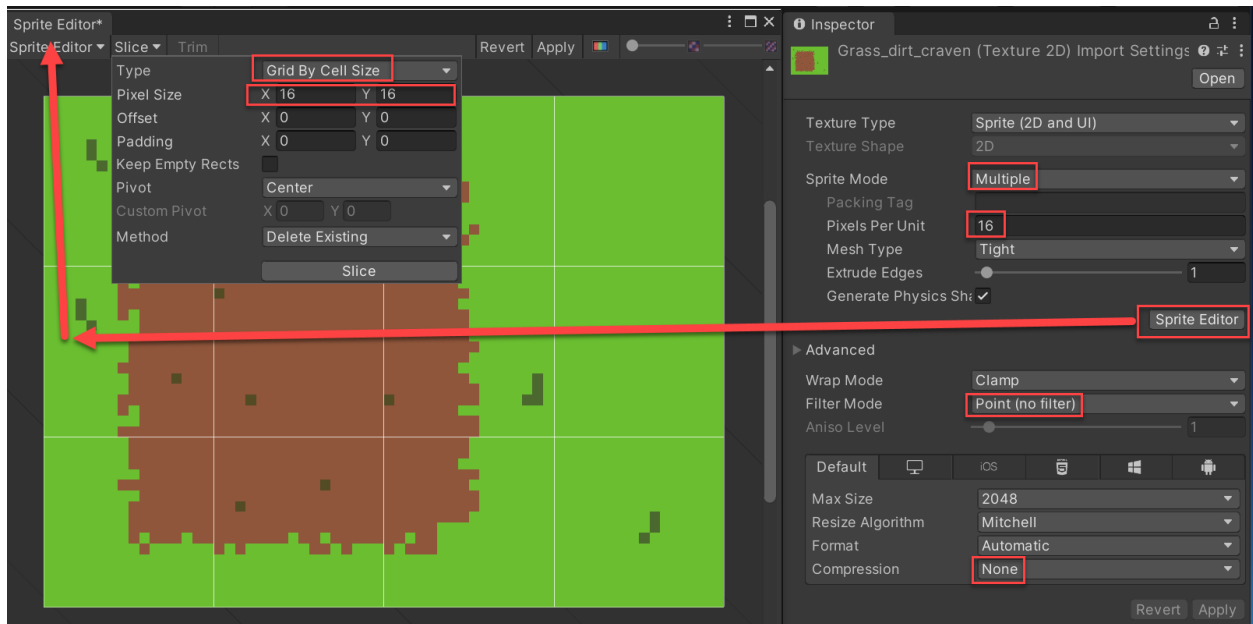 Sprite Editor*
Sprite Editor Slice Trim Revert Apply
Type Grid By Cell Size
Pixel Size X 16 Y 16
Offset X 0 Y 0
Padding X 0 Y 0
Keep Empty Rects
Pivot Center
Custom Pivot X 0 Y 0
Method Delete Existing
Slice
Inspector
Grass_dirt_craven (Texture 2D) Import Settings
Open
Texture Type Sprite (2D and UI)
Texture Shape 2D
Sprite Mode Multiple
Packing Tag
Pixels Per Unit 16
Mesh Type Tight
Extrude Edges 1
Generate Physics Sha
Sprite Editor
Advanced
Wrap Mode Clamp
Filter Mode Point (no filter)
Aniso Level 1
Default iOS
Max Size 2048
Resize Algorithm Mitchell
Format Automatic
Compression None
Revert Apply